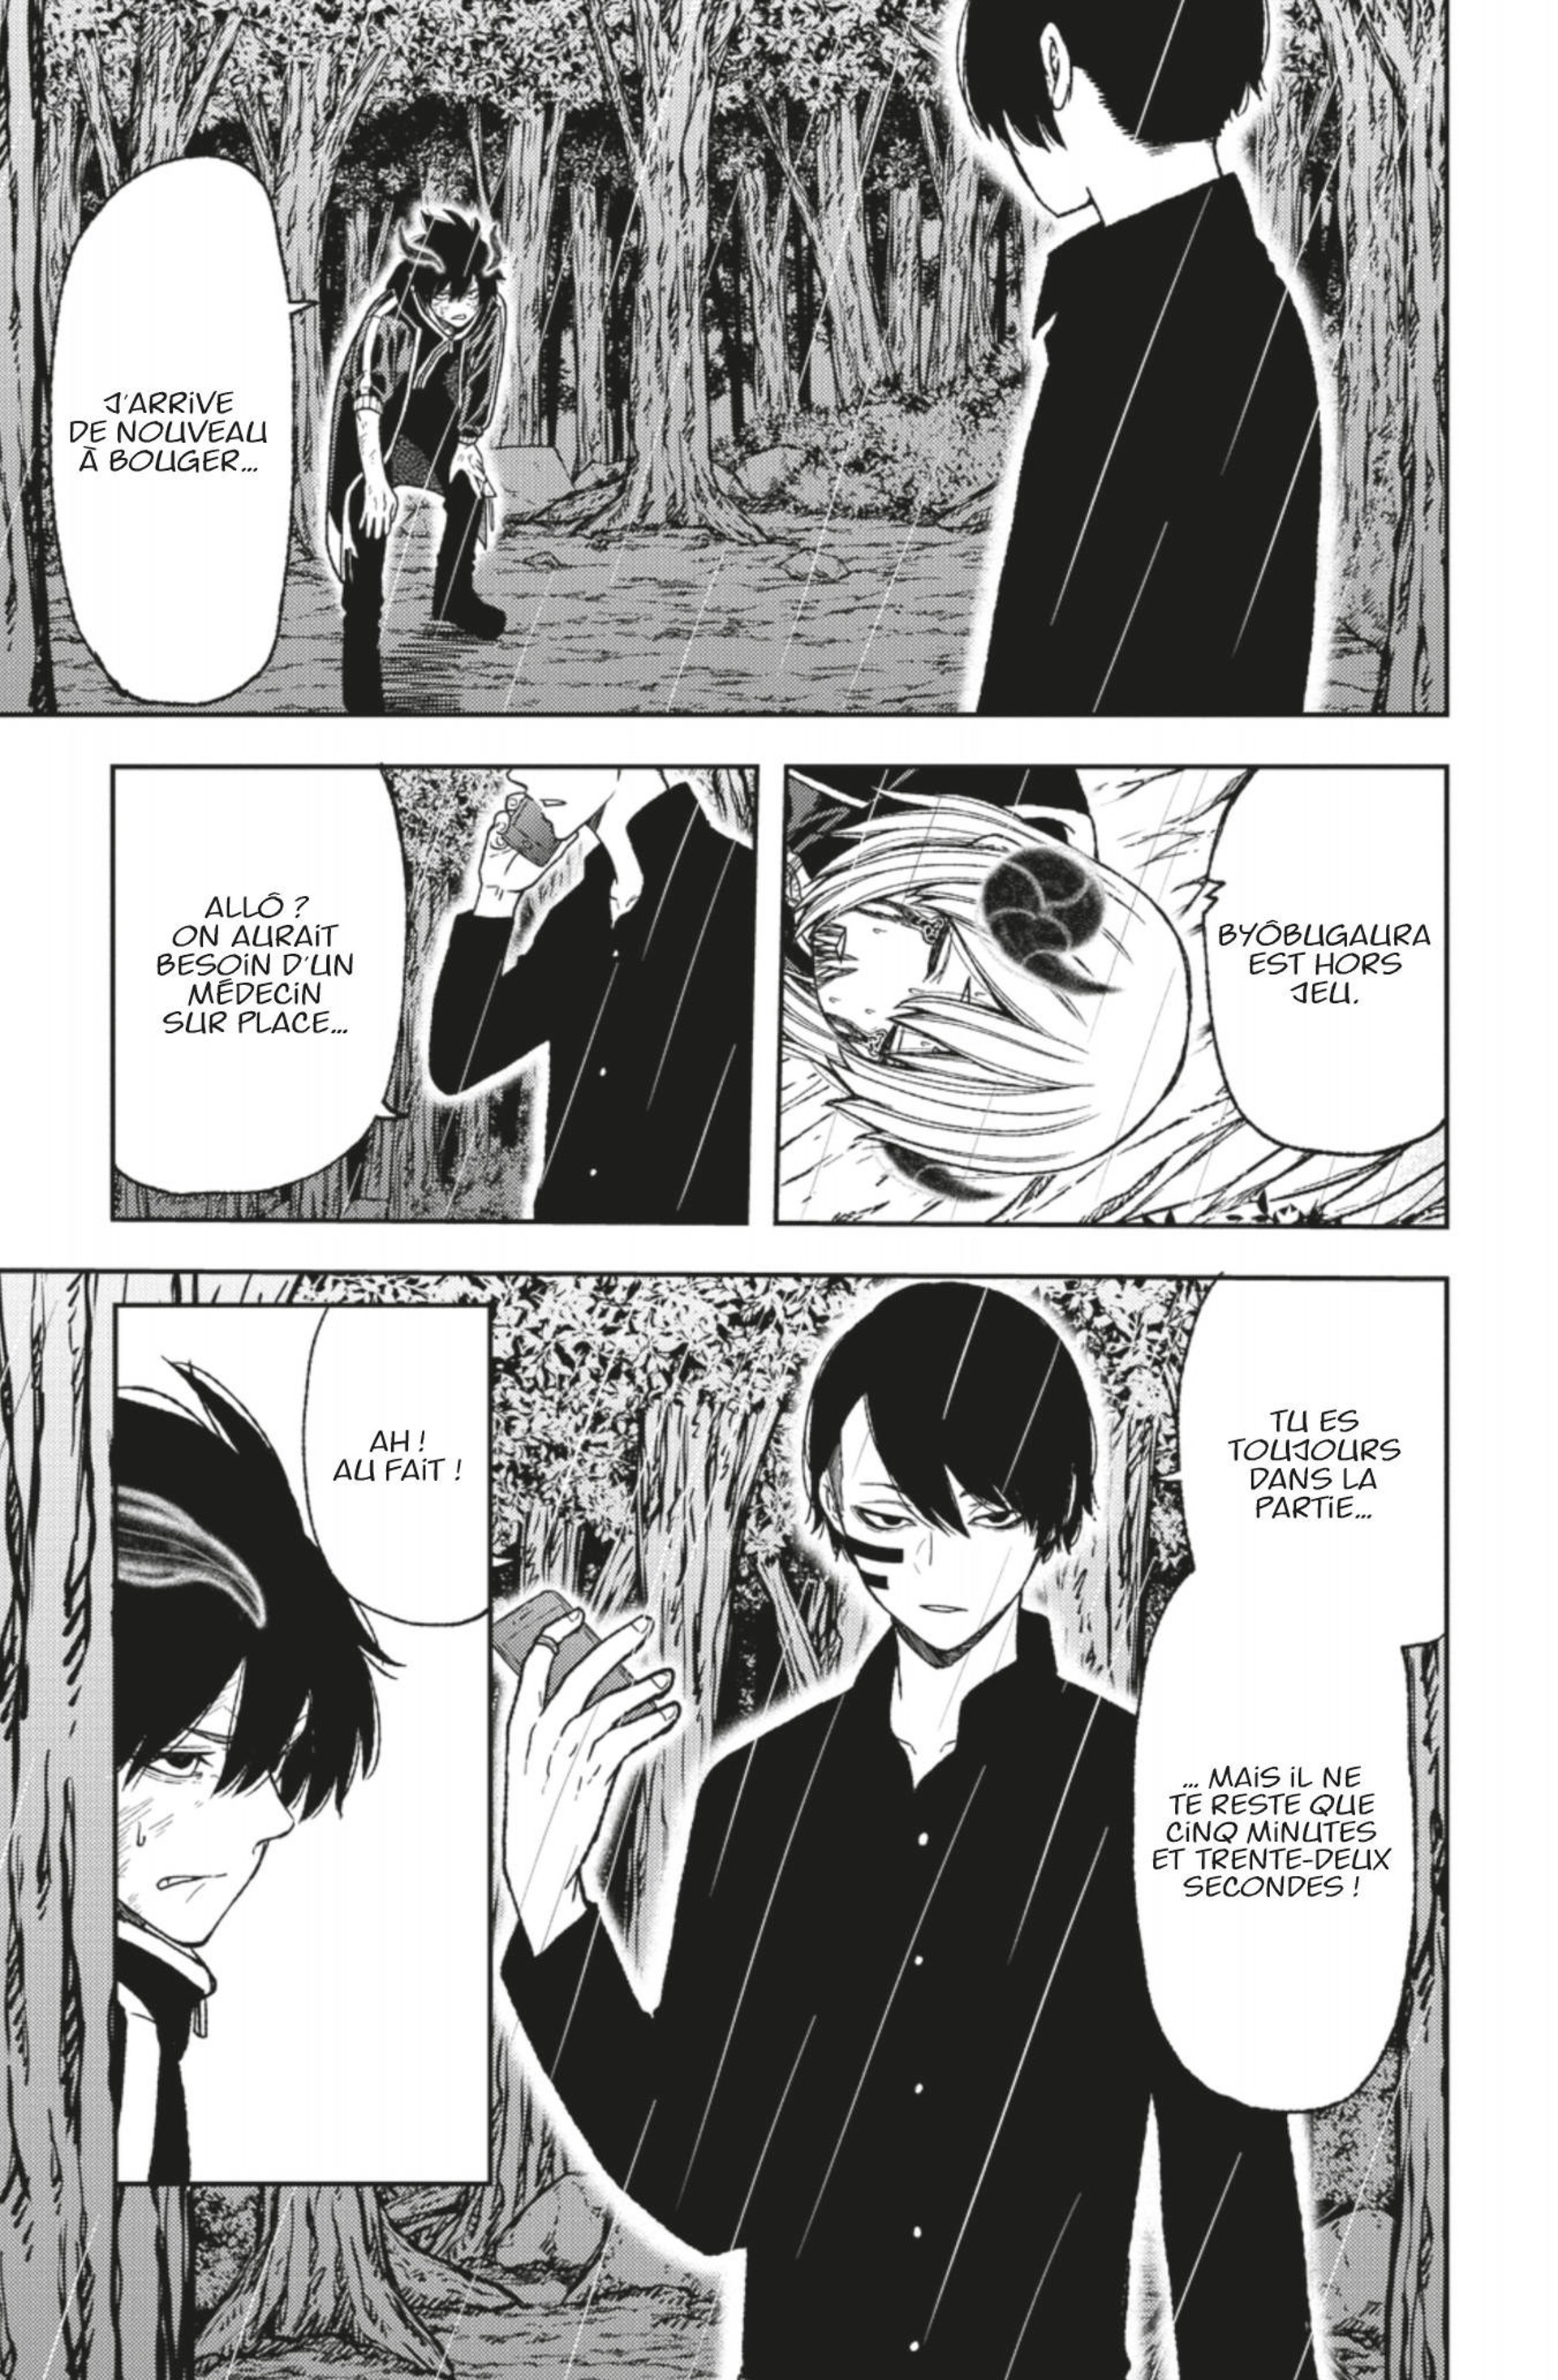 J'ARRIVE
DE NOUVEAU
À BOUGER...
BYÔBUGAURA
EST HORS
JEU.
ALLÔ ?
ON AURAIT
BESOIN D'UN
MÉDECIN
SUR PLACE...
TU ES
TOUJOURS
DANS LA
PARTIE...
... MAIS IL NE
TE RESTE QUE
CINQ MINUTES
ET TRENTE-DEUX
SECONDES !
AH !
AU FAIT !